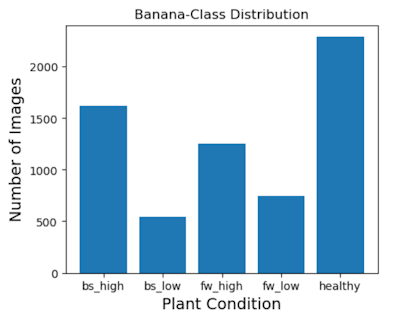 Banana-Class Distribution
Number of Images
2000
1500
1000
500
0
bs_high bs_low fw_high fw_low healthy
Plant Condition